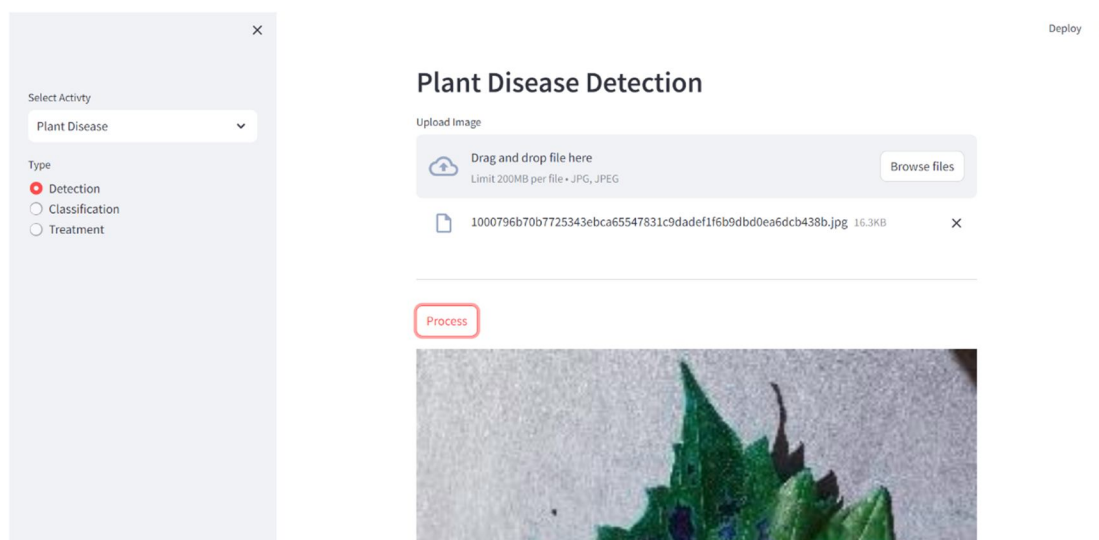 Deploy
Select Activty
Plant Disease
Type
Detection
Classification
Treatment
Plant Disease Detection
Upload Image
Drag and drop file here
Limit 200MB per file • JPG, JPEG
Browse files
1000796b70b7725343ebca65547831c9dadef1f6b9dbd0ea6dcb438b.jpg 16.3KB
Process